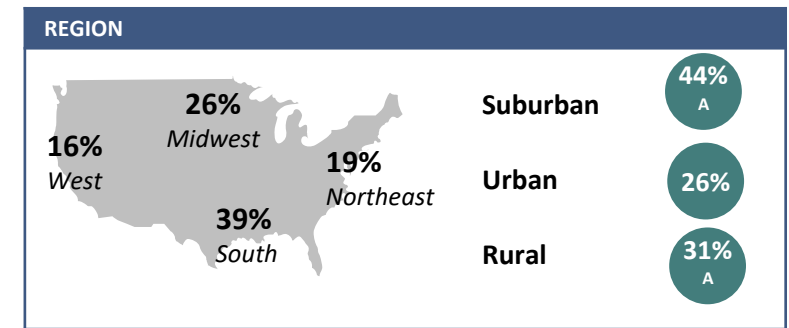 REGION
26%
Midwest
16%
West
19%
Northeast
39%
South
Suburban
44%
A
Urban
26%
Rural
31%
A